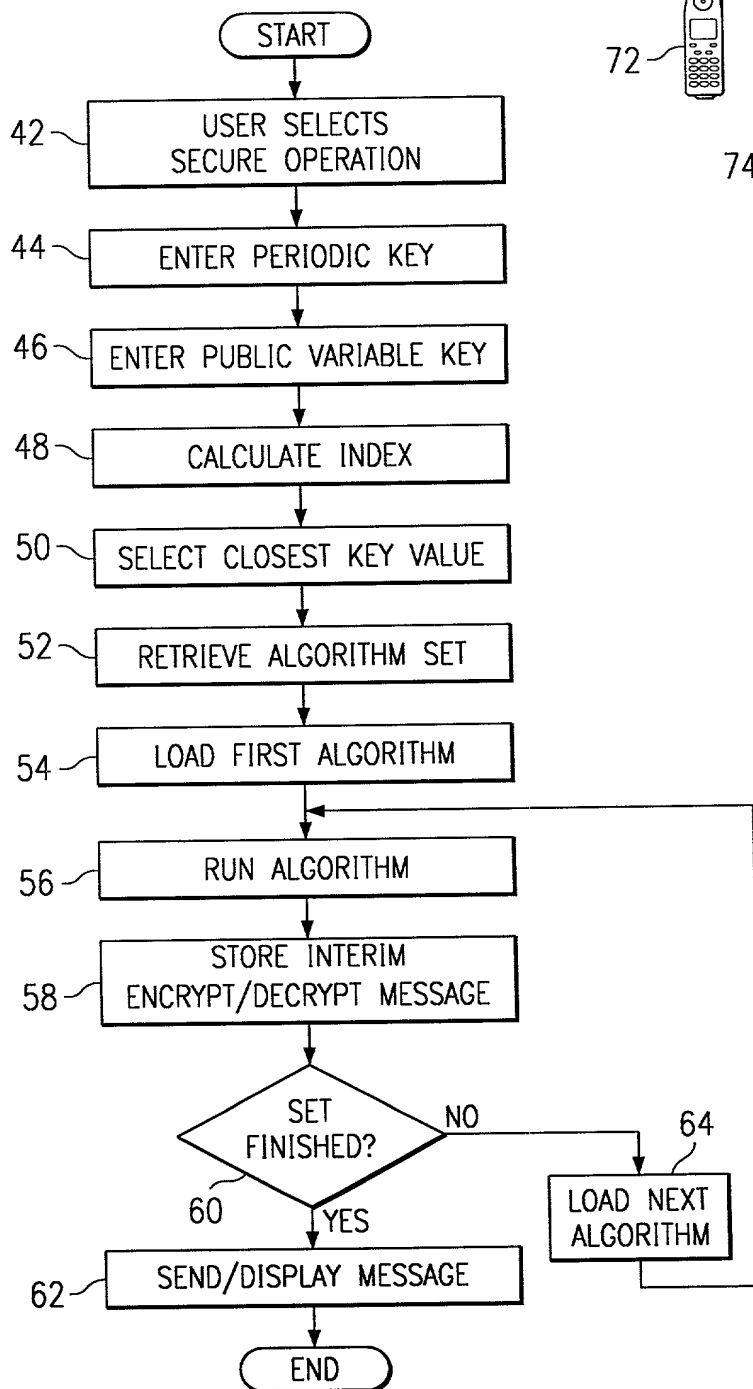 START
72
42
USER SELECTS
SECURE OPERATION
74
44
ENTER PERIODIC KEY
46
ENTER PUBLIC VARIABLE KEY
48
CALCULATE INDEX
50
SELECT CLOSEST KEY VALUE
52
RETRIEVE ALGORITHM SET
54
LOAD FIRST ALGORITHM
56
RUN ALGORITHM
58
STORE INTERIM
ENCRYPT/DECRYPT MESSAGE
SET
FINISHED?
NO
60
YES
64
LOAD NEXT
ALGORITHM
62
SEND/DISPLAY MESSAGE
END